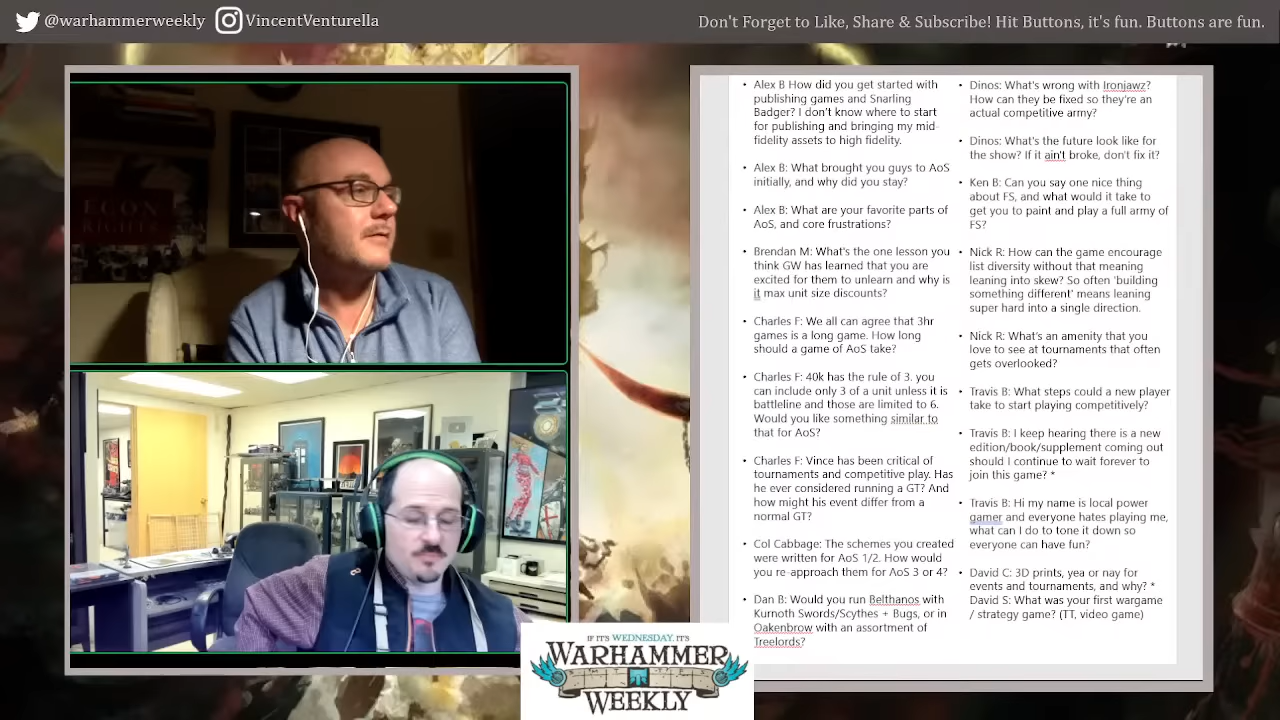 @warhammerweekly VincentVenturella
Don't Forget to Like, Share & Subscribe! Hit Buttons, it's fun. Buttons are fun.
ECON
RIGHTS
• Alex B How did you get started with
publishing games and Snarling
Badger? I don't know where to start
for publishing and bringing my mid-
fidelity assets to high fidelity.
• Alex B: What brought you guys to AoS
initially, and why did you stay?
• Alex B: What are your favorite parts of
AoS, and core frustrations?
• Brendan M: What's the one lesson you
think GW has learned that you are
excited for them to unlearn and why is
it max unit size discounts?
• Charles F: We all can agree that 3hr
games is a long game. How long
should a game of AoS take?
• Charles F: 40k has the rule of 3. you
can include only 3 of a unit unless it is
battleline and those are limited to 6.
Would you like something similar to
that for AoS?
• Charles F: Vince has been critical of
tournaments and competitive play. Has
he ever considered running a GT? And
how might his event differ from a
normal GT?
• Col Cabbage: The schemes you created
were written for AoS 1/2. How would
you re-approach them for AoS 3 or 4?
• Dan B: Would you run Belthanos with
Kurnoth Swords/Scythes + Bugs, or in
Oakenbrow with an assortment of
Treelords?
• Dinos: What's wrong with Ironjawz?
How can they be fixed so they're an
actual competitive army?
• Dinos: What's the future look like for
the show? If it ain't broke, don't fix it?
• Ken B: Can you say one nice thing
about FS, and what would it take to
get you to paint and play a full army of
FS?
• Nick R: How can the game encourage
list diversity without that meaning
leaning into skew? So often 'building
something different' means leaning
super hard into a single direction.
• Nick R: What's an amenity that you
love to see at tournaments that often
gets overlooked?
• Travis B: What steps could a new player
take to start playing competitively?
• Travis B: I keep hearing there is a new
edition/book/supplement coming out
should I continue to wait forever to
join this game? *
• Travis B: Hi my name is local power
gamer and everyone hates playing me,
what can I do to tone it down so
everyone can have fun?
• David C: 3D prints, yea or nay for
events and tournaments, and why? *
• David S: What was your first wargame
/ strategy game? (TT, video game)
IF IT'S WEDNESDAY, IT'S
WARHAMMER
WEEKLY